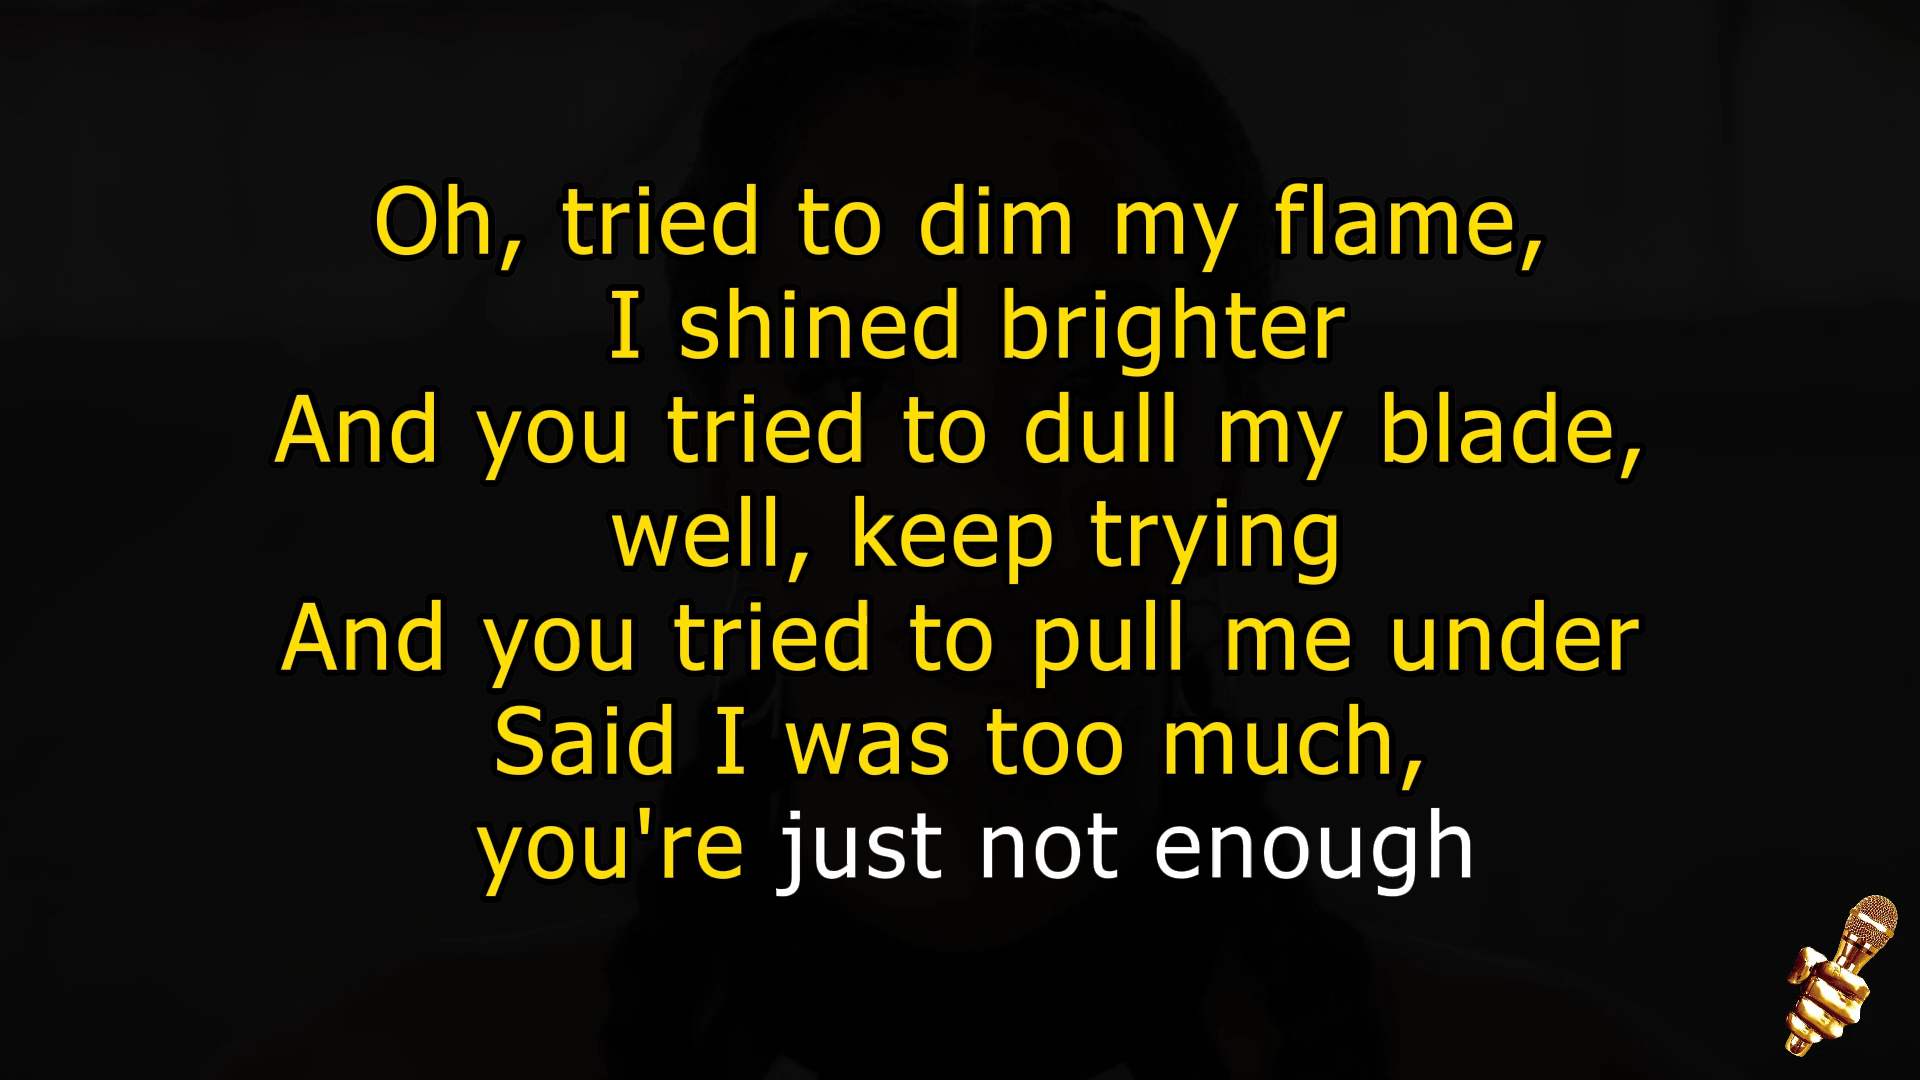 Oh, tried to dim my flame,
I shined brighter
And you tried to dull my blade,
well, keep trying
And you tried to pull me under
Said I was too much,
you're just not enough